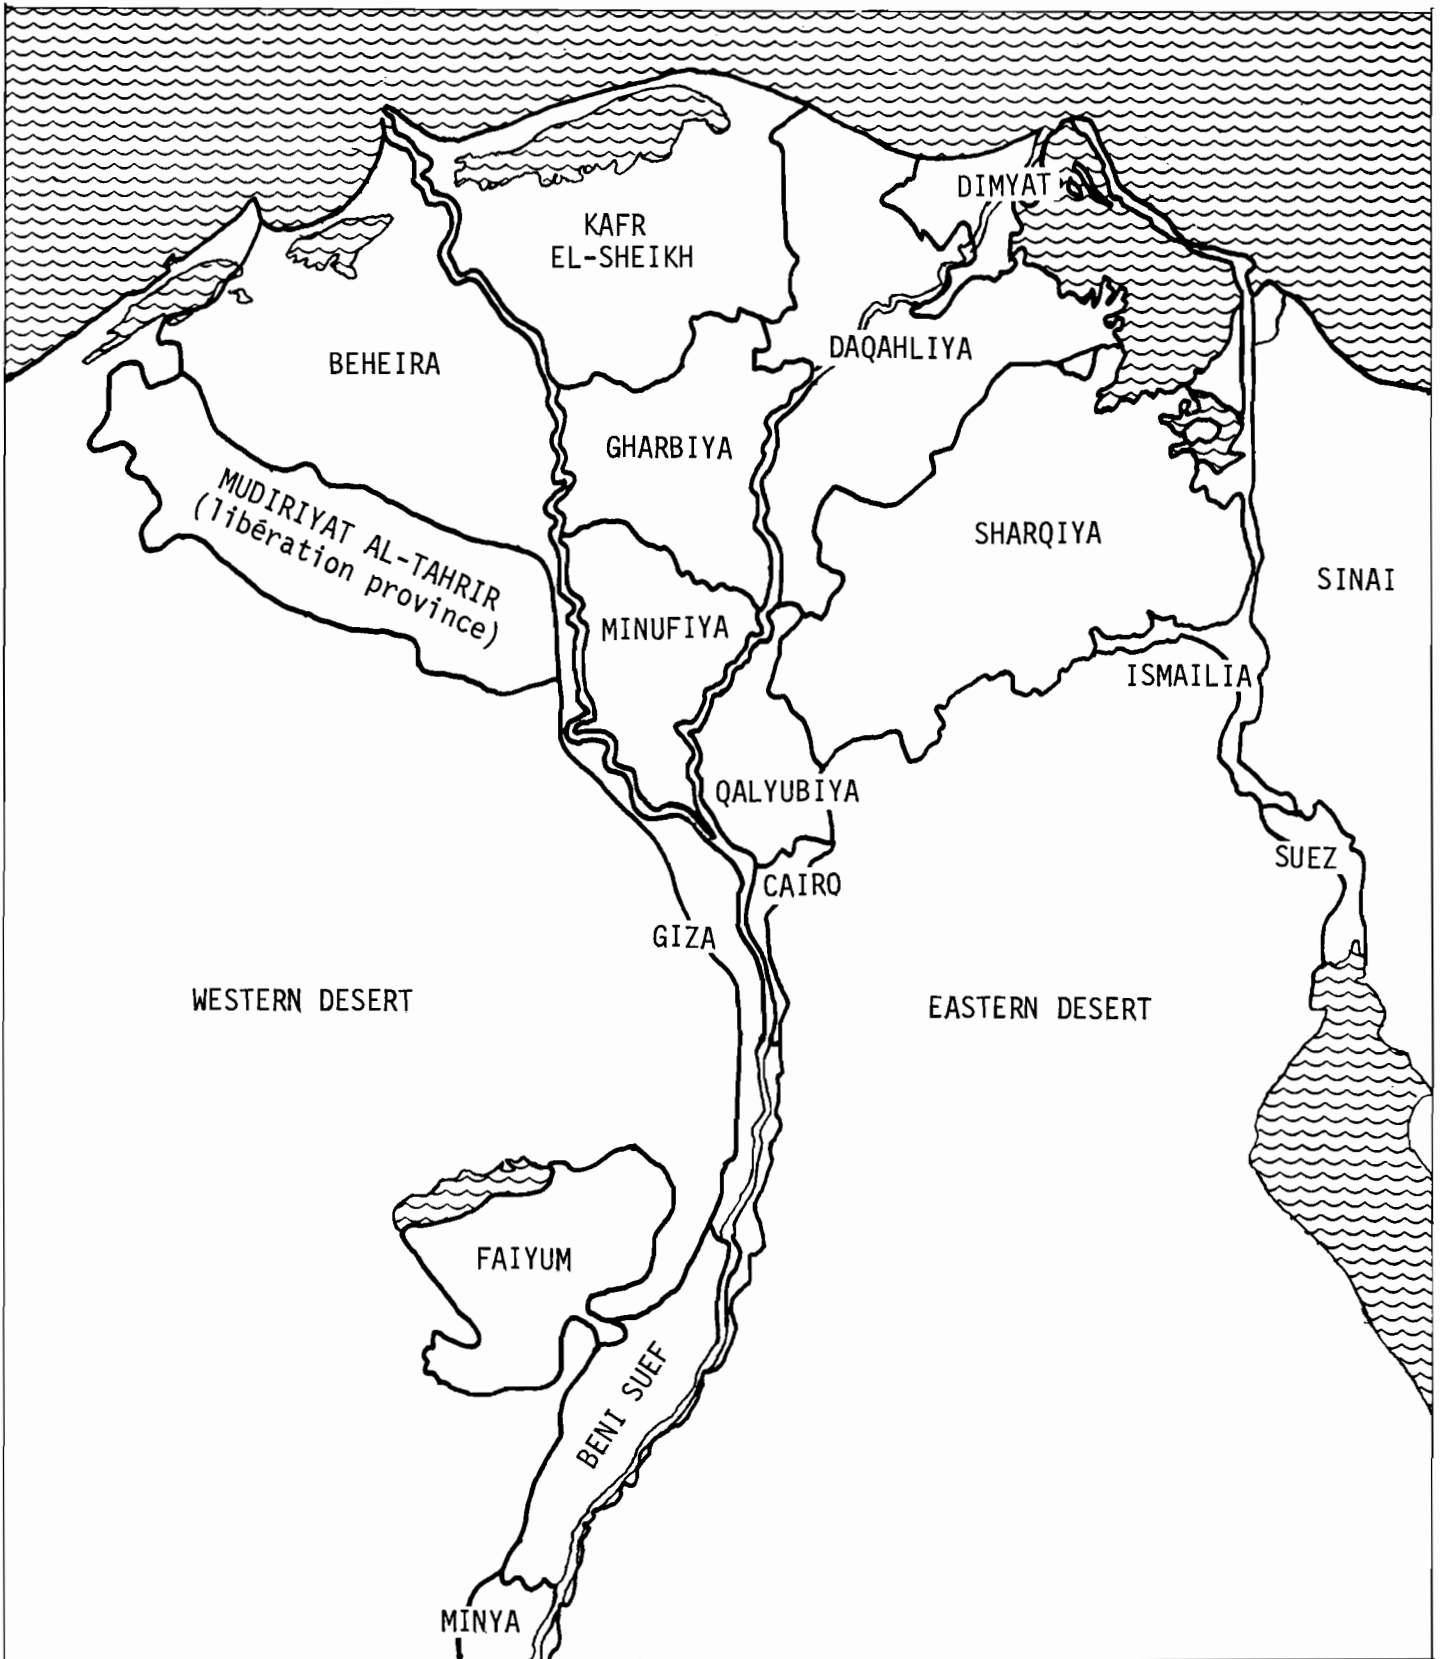 DIMYAT
KAFR
EL-SHEIKH
DAQAHLIYA
BEHEIRA
GHARBIYA
MUDIRIYAT AL-TAHRIR
(libération province)
SHARQIYA
SINAI
MINUFIYA
ISMAILIA
QALYUBIYA
SUEZ
CAIRO
GIZA
WESTERN DESERT
EASTERN DESERT
FAIYUM
BENI SUEF
MINYA